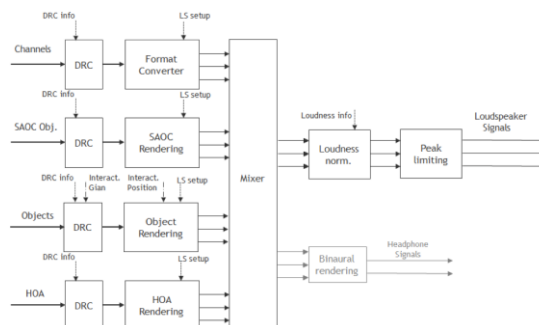 DRC info
LS setup
Channels
DRC
Format
Converter
DRC info
LS setup
SAOC Obj.
DRC
SAOC
Rendering
Mixer
Loudness info
Loudness
norm.
Peak
limiting
Loudspeaker
Signals
DRC info
Interact.
Gian
Interact.
Position
LS setup
Objects
DRC
Object
Rendering
Binaural
rendering
Headphone
Signals
DRC info
LS setup
HOA
DRC
HOA
Rendering